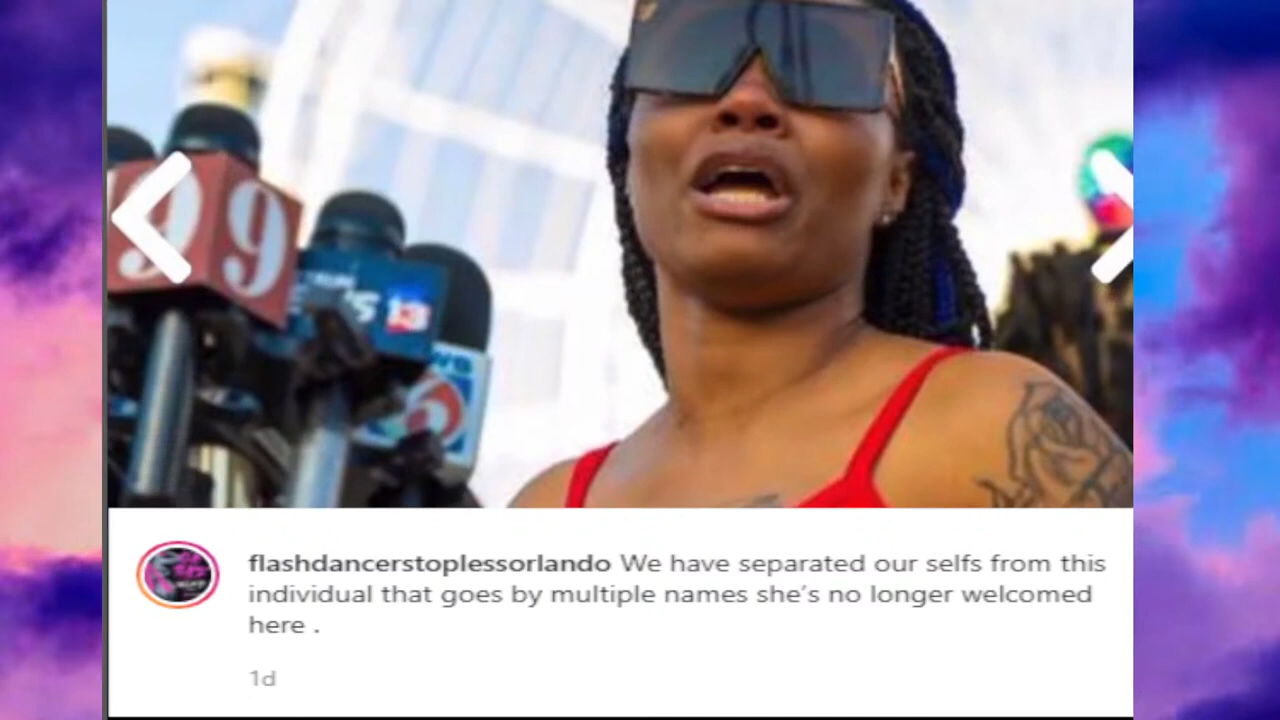 9 9
13
flashdancerstoplessorlando We have separated our selfs from this
individual that goes by multiple names she's no longer welcomed
here .
1d